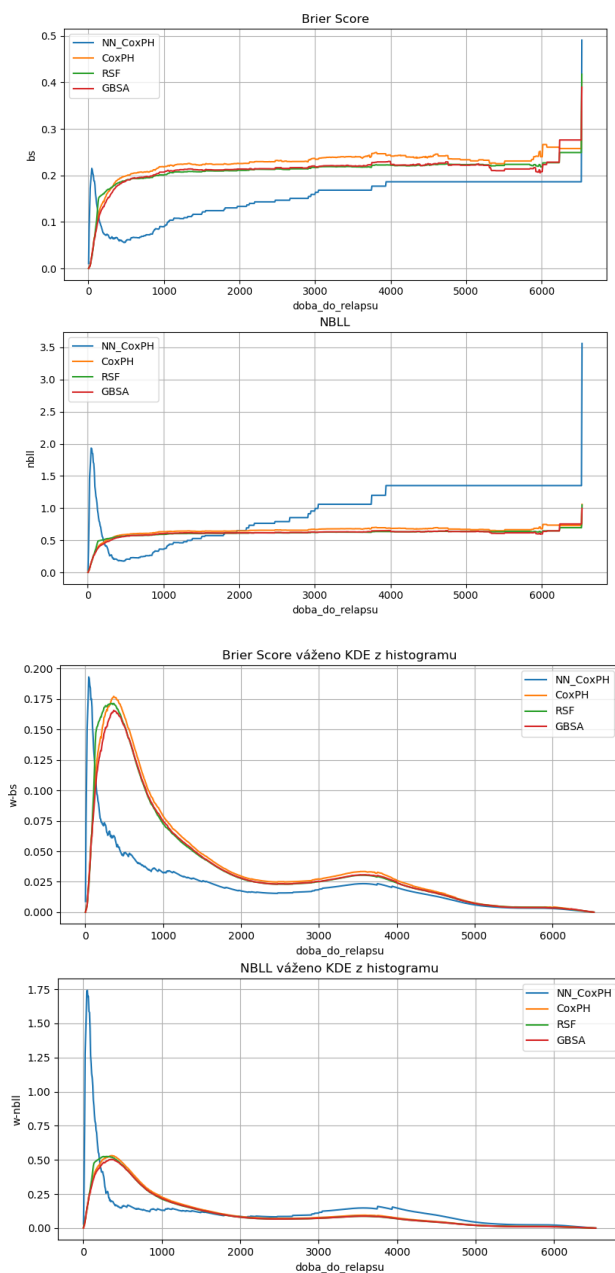 Brier Score
NN_CoxPH
CoxPH
RSF
GBSA
bs
0.5
0.4
0.3
0.2
0.1
0.0
0 1000 2000 3000 4000 5000 6000
doba_do_relapsu
NBLL
NN_CoxPH
CoxPH
RSF
GBSA
nbll
3.5
3.0
2.5
2.0
1.5
1.0
0.5
0.0
0 1000 2000 3000 4000 5000 6000
doba_do_relapsu
Brier Score váženo KDE z histogramu
NN_CoxPH
CoxPH
RSF
GBSA
w-bs
0.200
0.175
0.150
0.125
0.100
0.075
0.050
0.025
0.000
0 1000 2000 3000 4000 5000 6000
doba_do_relapsu
NBLL váženo KDE z histogramu
NN_CoxPH
CoxPH
RSF
GBSA
w-nbll
1.75
1.50
1.25
1.00
0.75
0.50
0.25
0.00
0 1000 2000 3000 4000 5000 6000
doba_do_relapsu